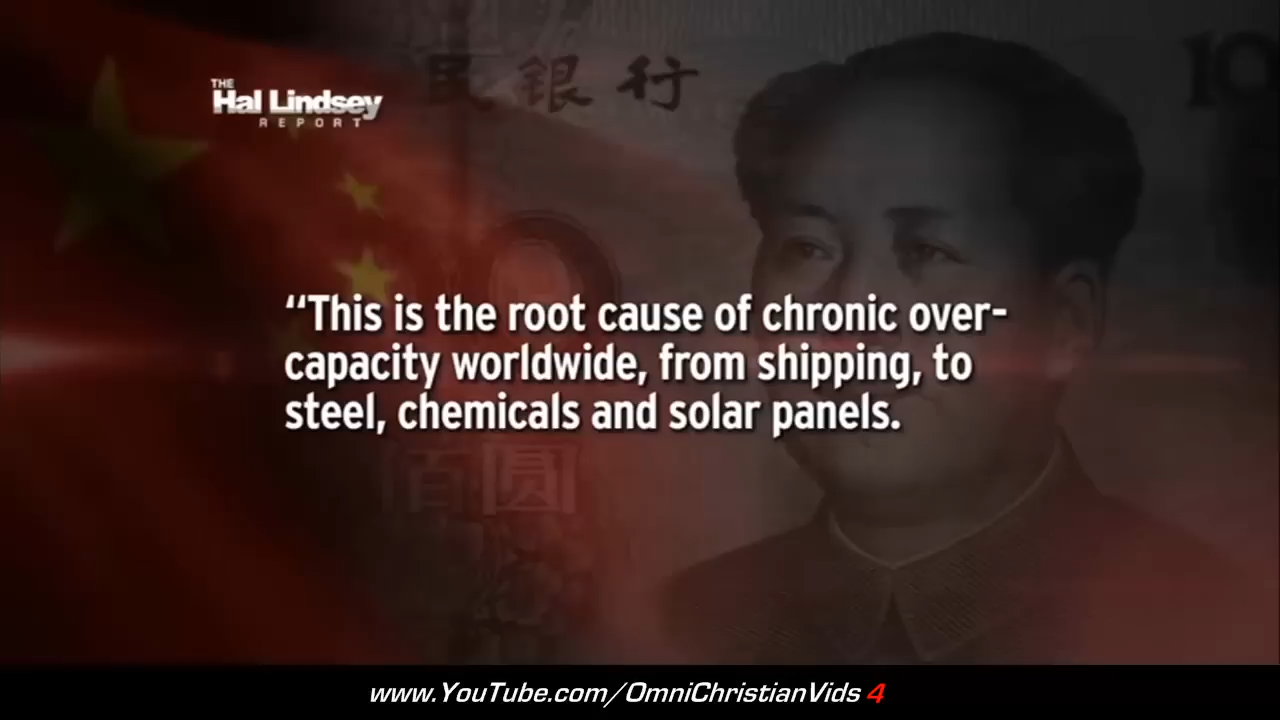 THE
Hal Lindsey
REPORT
民银行
10
“This is the root cause of chronic over-
capacity worldwide, from shipping, to
steel, chemicals and solar panels.
佰圆
www.YouTube.com/OmniChristianVids 4